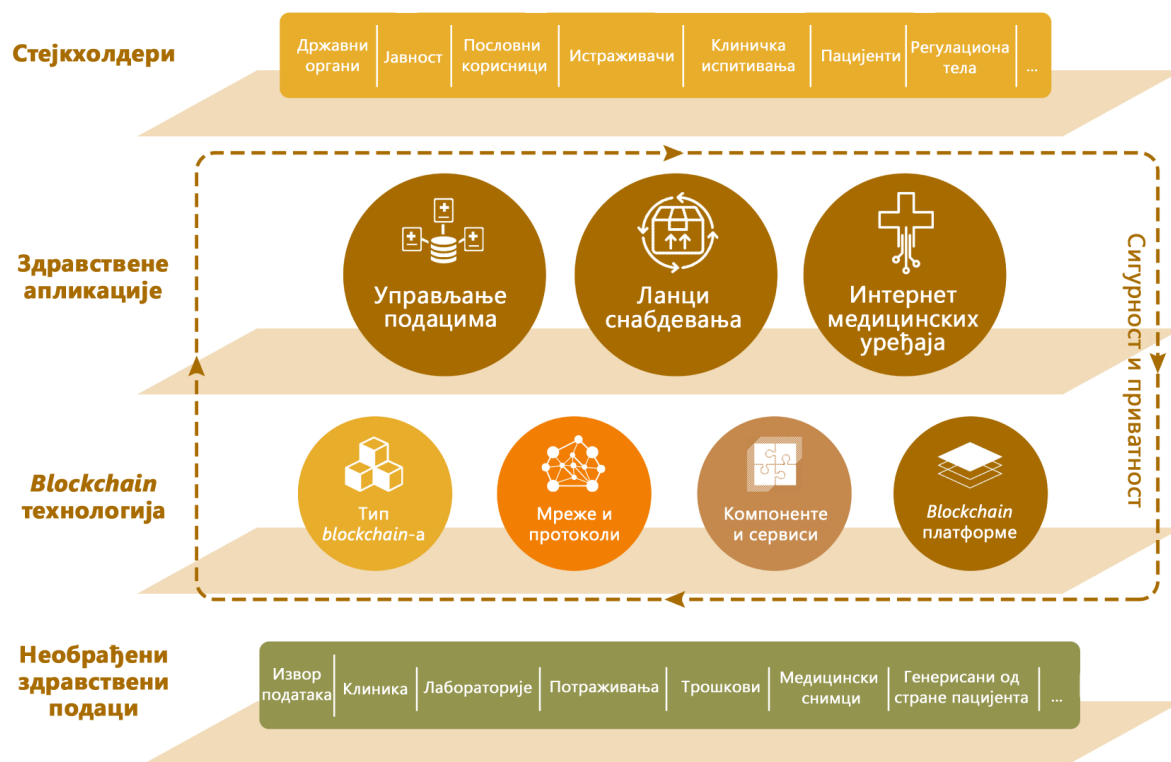 Стејкхолдери
Државни
органи
Јавност
Пословни
корисници
Истраживачи
Клиничка
испитивања
Пацијенти
Регулациона
тела
...
Здравствене
апликације
Управљање
подацима
Ланци
снабдевања
Интернет
медицинских
уређаја
Сигурност и приватност
Blockchain
технологија
Тип
blockchain-а
Мреже и
протоколи
Компоненте
и сервиси
Blockchain
платформе
Необрађени
здравствени
подаци
Извор
података
Клиника
Лабораторије
Потраживања
Трошкови
Медицински
снимци
Генерисани од
стране пацијента
...